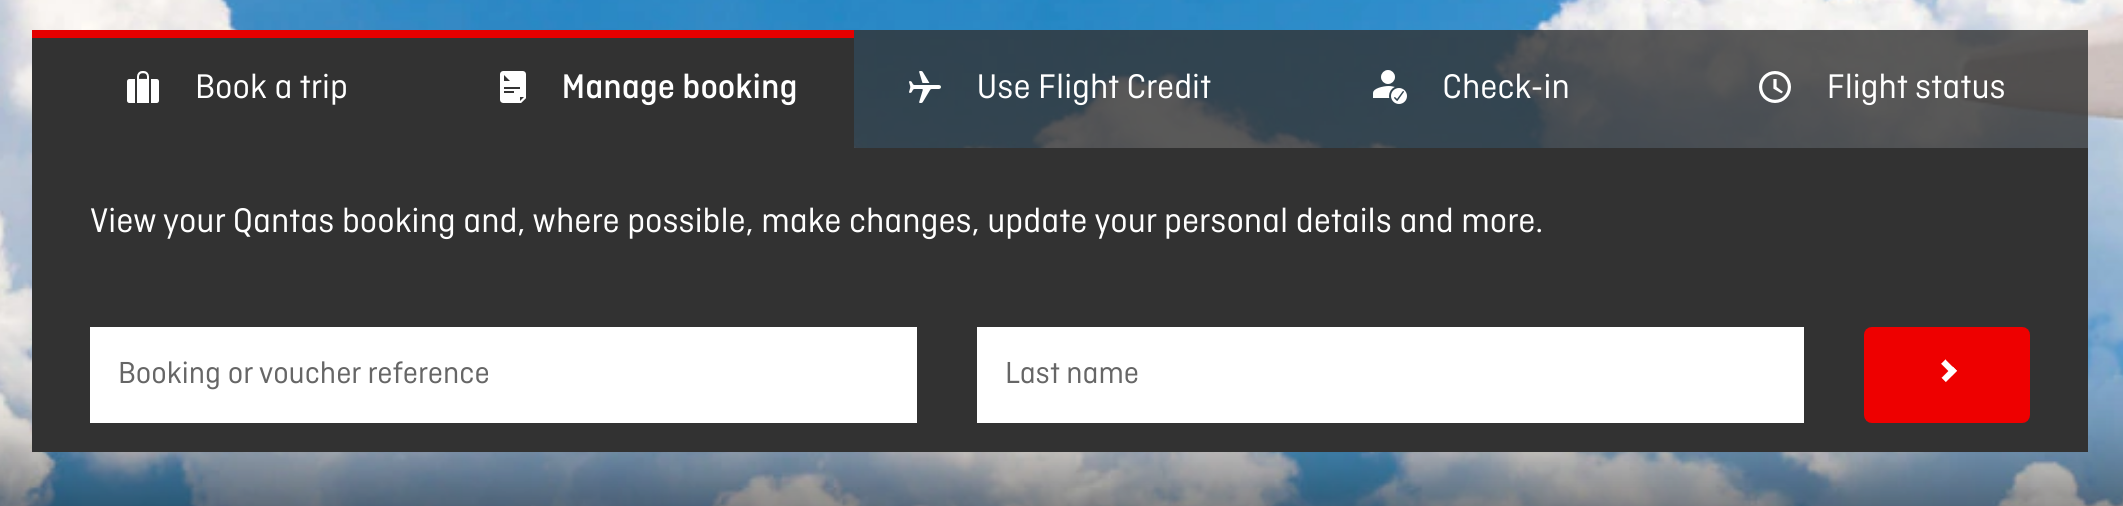 Book a trip Manage booking Use Flight Credit Check-in Flight status
View your Qantas booking and, where possible, make changes, update your personal details and more.
Booking or voucher reference Last name